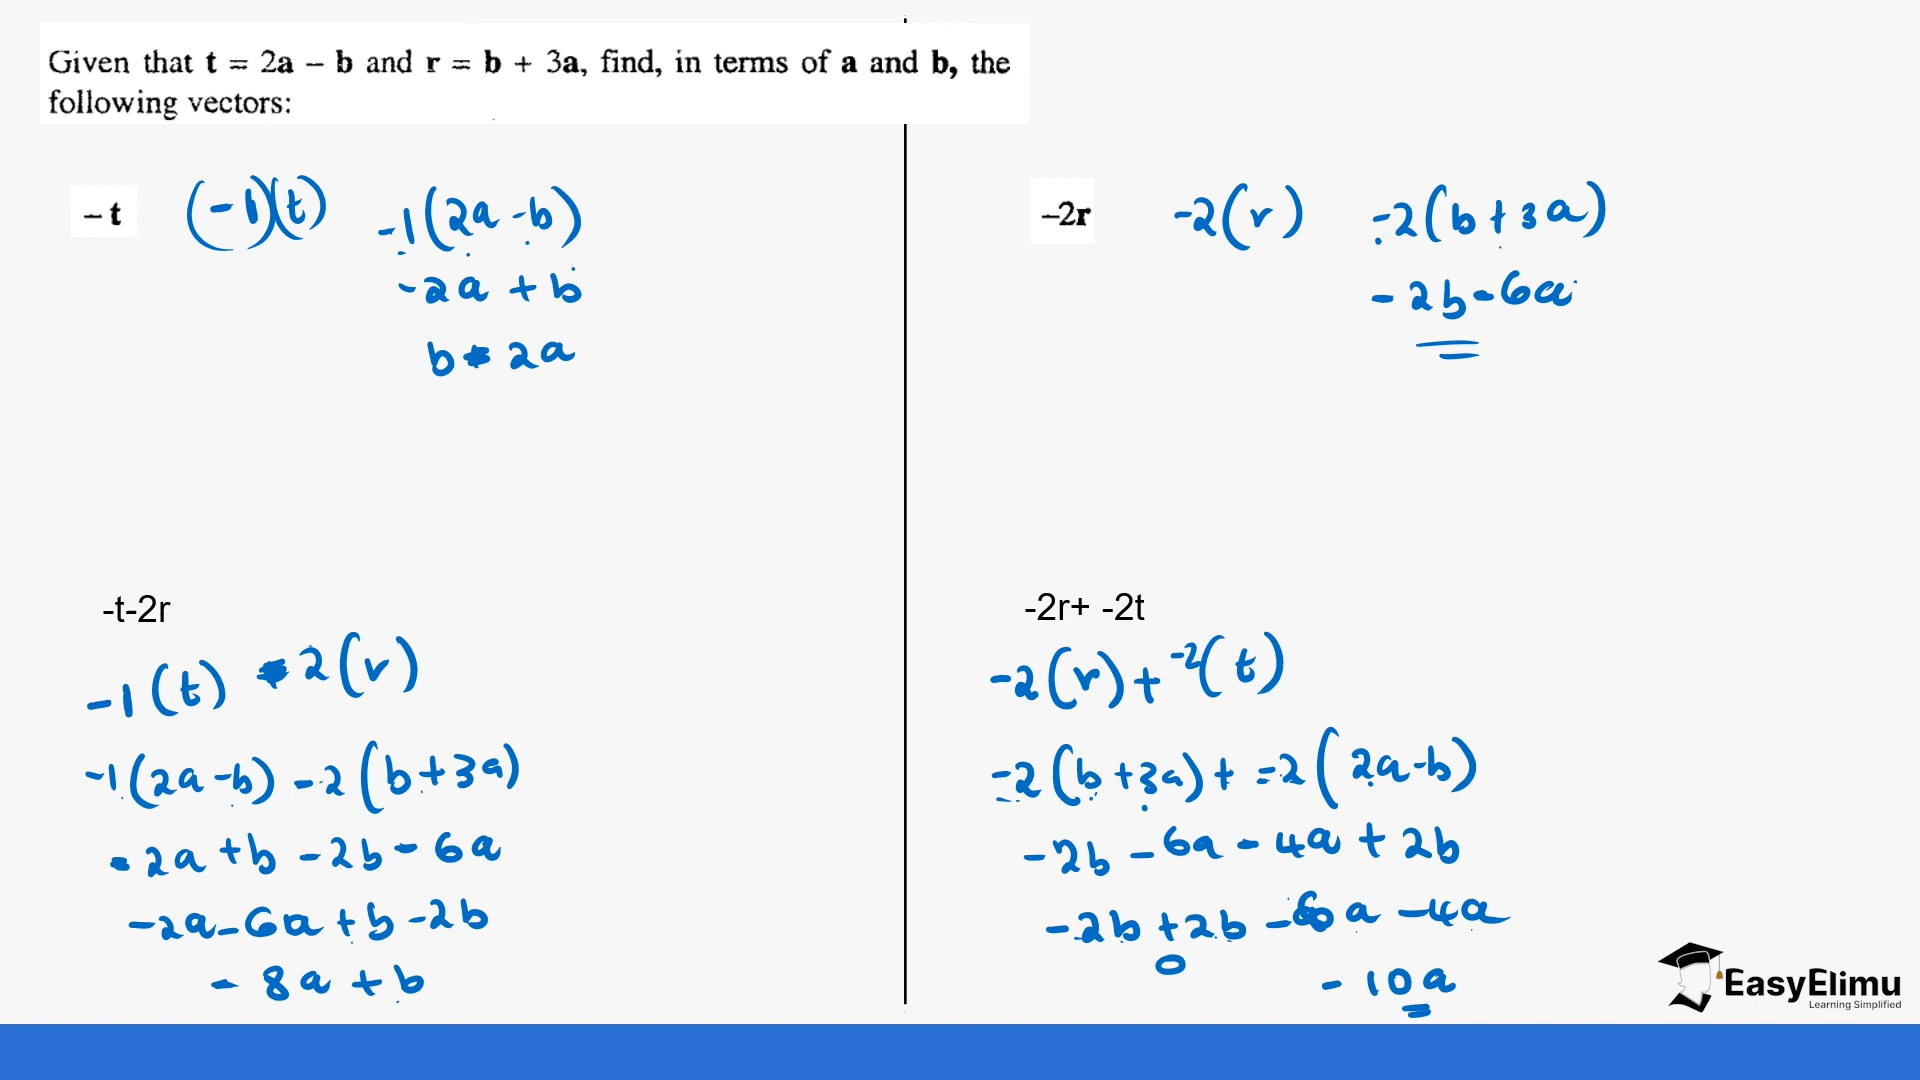 Given that t = 2a – b and r = b + 3a, find, in terms of a and b, the
following vectors:
– t
(-1)(t)
-1(2a -b)
-2a + b
b - 2a
–2r
-2(r)
-2(b + 3a)
- 2b - 6a
-t-2r
-1(t) - 2(r)
-1(2a -b) - 2(b+3a)
- 2a + b - 2b - 6a
-2a - 6a + b - 2b
- 8a + b
-2r+ -2t
-2(r) + -2(t)
-2(b +3a) + -2(2a-b)
-2b - 6a - 4a + 2b
-2b + 2b - 6a - 4a
0
- 10a
EasyElimu
Learning Simplified